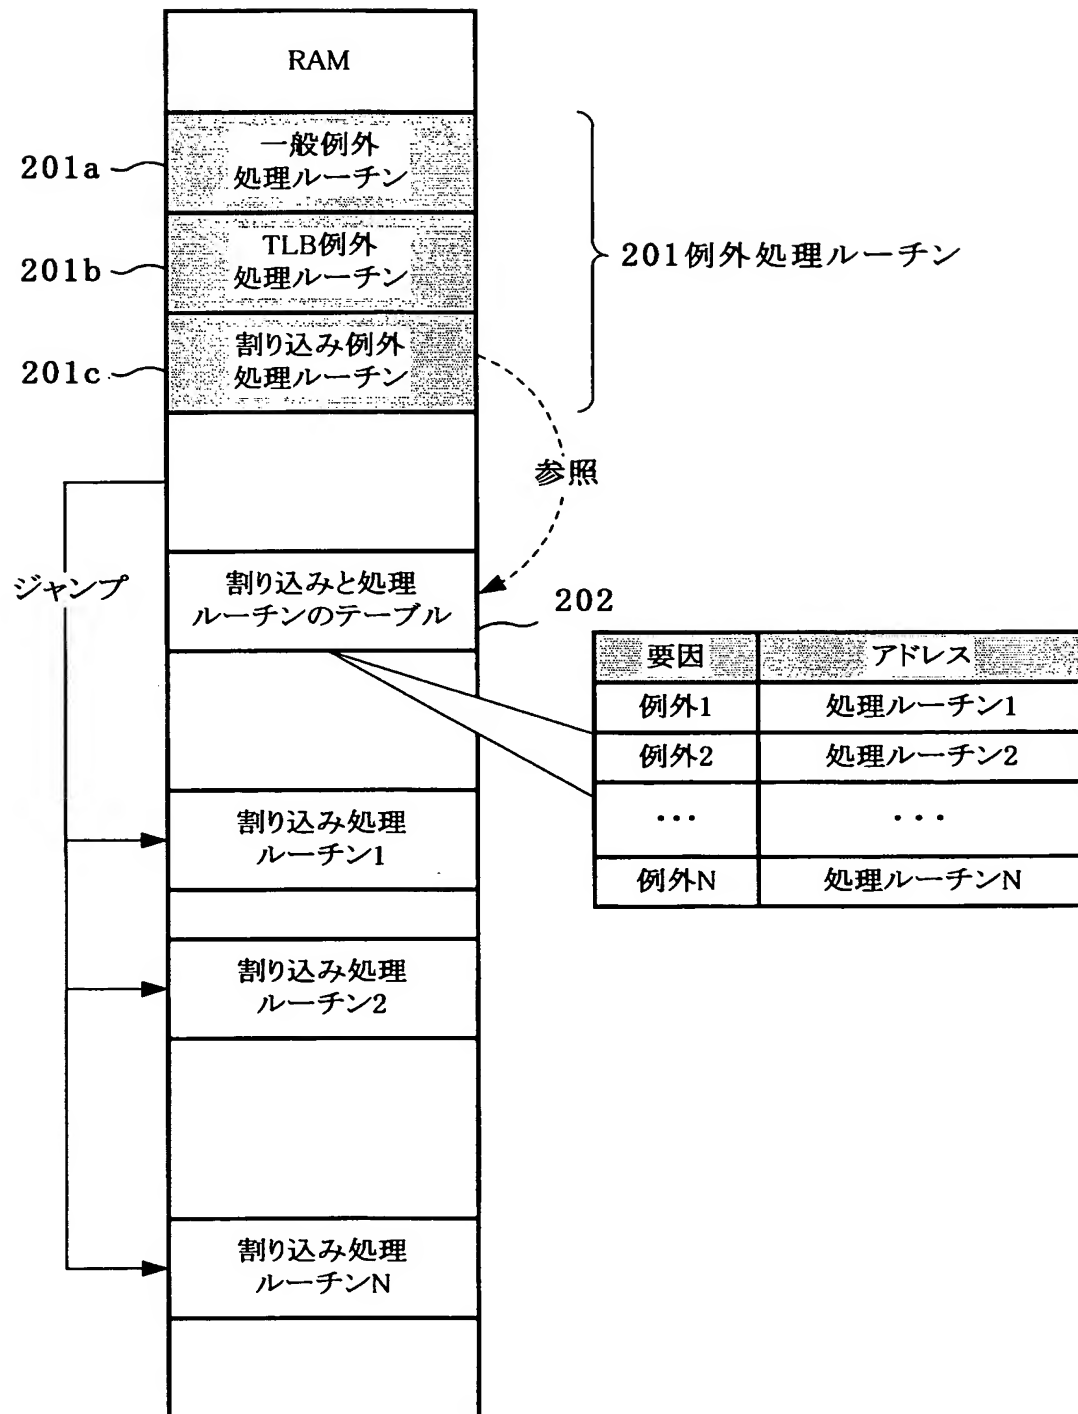 RAM
一般例外
処理ルーチン
201a
TLB例外
処理ルーチン
201b
201例外処理ルーチン
割り込み例外
処理ルーチン
201c
参照
ジャンプ
割り込みと処理
ルーチンのテーブル
202
要因 アドレス
例外1 処理ルーチン1
例外2 処理ルーチン2
・・・ ・・・
例外N 処理ルーチンN
割り込み処理
ルーチン1
割り込み処理
ルーチン2
割り込み処理
ルーチンN